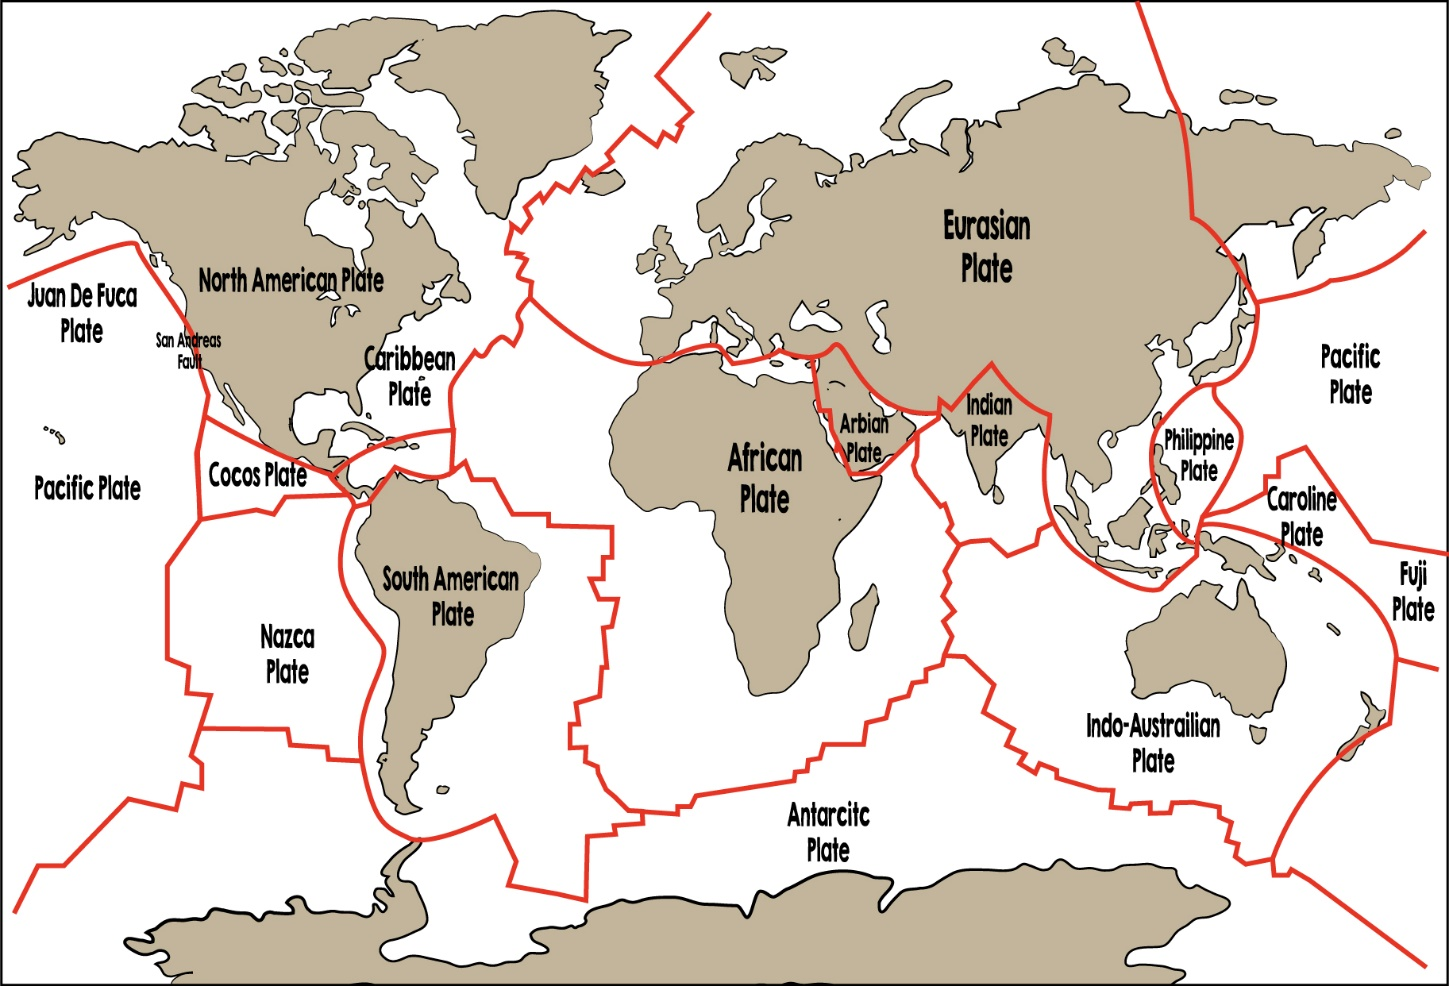 Eurasian
Plate
North American Plate
Juan De Fuca
Plate
San Andreas
Fault
Caribbean
Plate
Pacific
Plate
Indian
Plate
Arbian
Plate
Philippine
Plate
African
Plate
Cocos Plate
Pacific Plate
Caroline
Plate
South American
Plate
Fuji
Plate
Nazca
Plate
Indo-Austrailian
Plate
Antarcitc
Plate